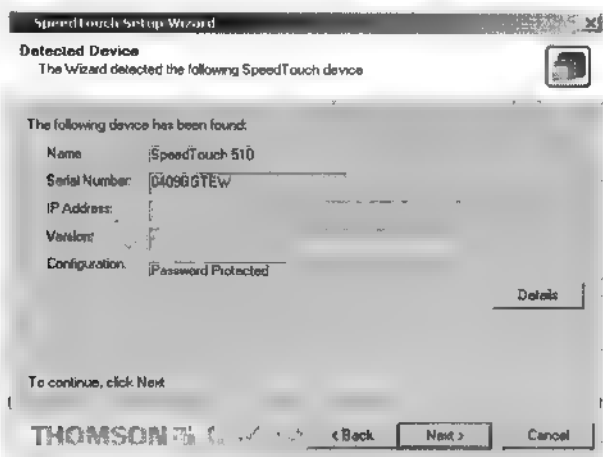 SpeedTouch Setup Wizard
Detected Device
The Wizard detected the following SpeedTouch device
The following device has been found:
Name SpeedTouch 510
Serial Number: 0409GGTEW
IP Address:
Version:
Configuration: Password Protected
Details
To continue, click Next
THOMSON
< Back Next > Cancel